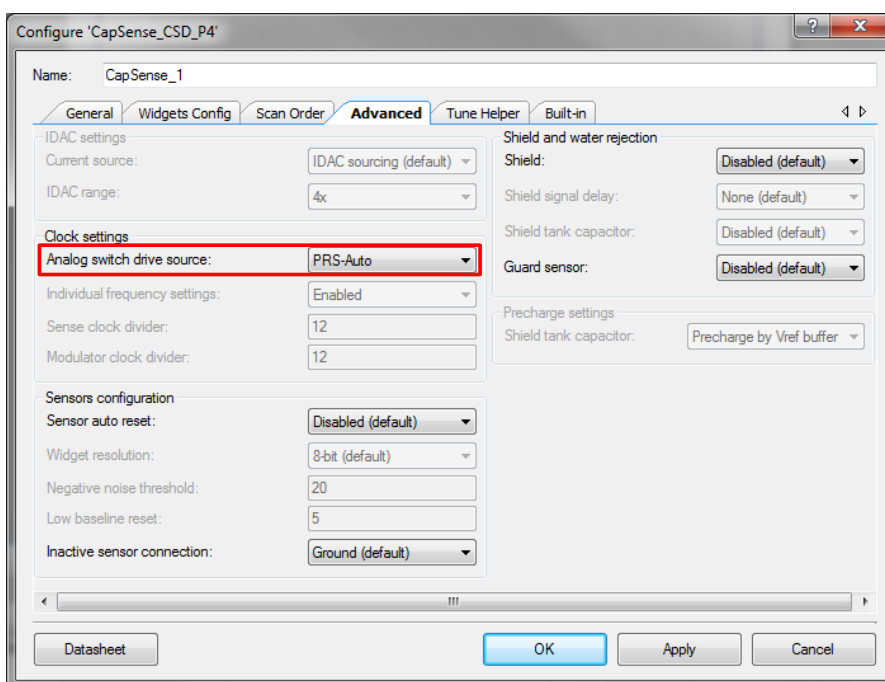 Configure 'CapSense_CSD_P4'
?
X
Name: CapSense_1
General Widgets Config Scan Order Advanced Tune Helper Built-in
IDAC settings
Current source: IDAC sourcing (default)
IDAC range: 4x
Clock settings
Analog switch drive source: PRS-Auto
Individual frequency settings: Enabled
Sense clock divider: 12
Modulator clock divider: 12
Sensors configuration
Sensor auto reset: Disabled (default)
Widget resolution: 8-bit (default)
Negative noise threshold: 20
Low baseline reset: 5
Inactive sensor connection: Ground (default)
Shield and water rejection
Shield: Disabled (default)
Shield signal delay: None (default)
Shield tank capacitor: Disabled (default)
Guard sensor: Disabled (default)
Precharge settings
Shield tank capacitor: Precharge by Vref buffer
Datasheet OK Apply Cancel